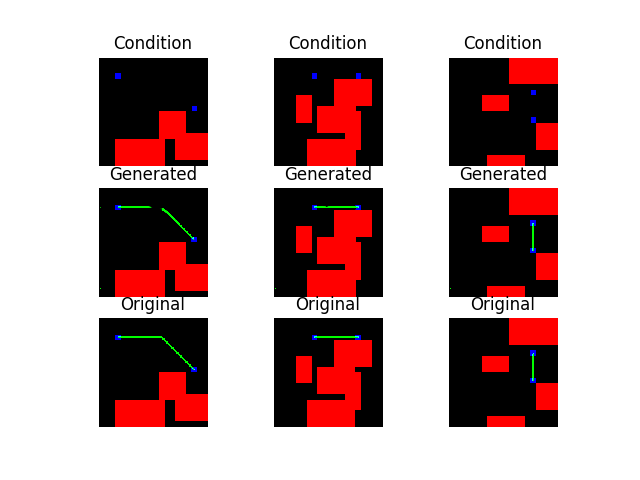 Condition Condition Condition
Generated Generated Generated
Original Original Original